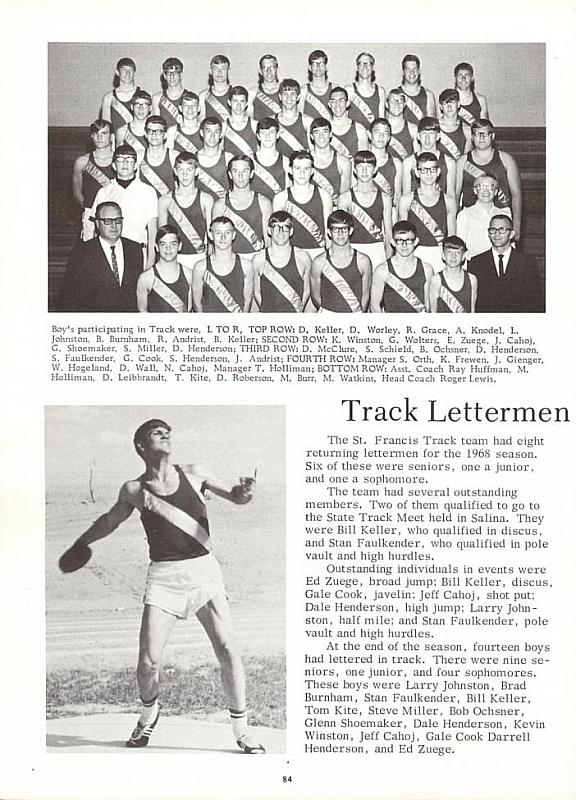 Boy's participating in Track were, L TO R, TOP ROW: D. Keller, D. Worley, R. Grace, A. Knodel, L.
Johnston, B. Burnham, R. Andrist, B. Keller; SECOND ROW: K. Winston, G. Wolters, E. Zuege, J. Cahoj,
G. Shoemaker, S. Miller, D. Henderson; THIRD ROW: D. McClure, S. Schield, B. Ochsner, D. Henderson,
S. Faulkender, G. Cook, S. Henderson, J. Andrist; FOURTH ROW: Manager S. Orth, K. Frewen, J. Gienger,
W. Hogeland, D. Wall, N. Cahoj, Manager T. Holliman; BOTTOM ROW: Asst. Coach Ray Huffman, M.
Holliman, D. Leibbrandt, T. Kite, D. Roberson, M. Burr, M. Watkins, Head Coach Roger Lewis.
Track Lettermen
The St. Francis Track team had eight
returning lettermen for the 1968 season.
Six of these were seniors, one a junior,
and one a sophomore.
The team had several outstanding
members. Two of them qualified to go to
the State Track Meet held in Salina. They
were Bill Keller, who qualified in discus,
and Stan Faulkender, who qualified in pole
vault and high hurdles.
Outstanding individuals in events were
Ed Zuege, broad jump; Bill Keller, discus,
Gale Cook, javelin; Jeff Cahoj, shot put;
Dale Henderson, high jump; Larry John-
ston, half mile; and Stan Faulkender, pole
vault and high hurdles.
At the end of the season, fourteen boys
had lettered in track. There were nine se-
niors, one junior, and four sophomores.
These boys were Larry Johnston, Brad
Burnham, Stan Faulkender, Bill Keller,
Tom Kite, Steve Miller, Bob Ochsner,
Glenn Shoemaker, Dale Henderson, Kevin
Winston, Jeff Cahoj, Gale Cook Darrell
Henderson, and Ed Zuege.
84